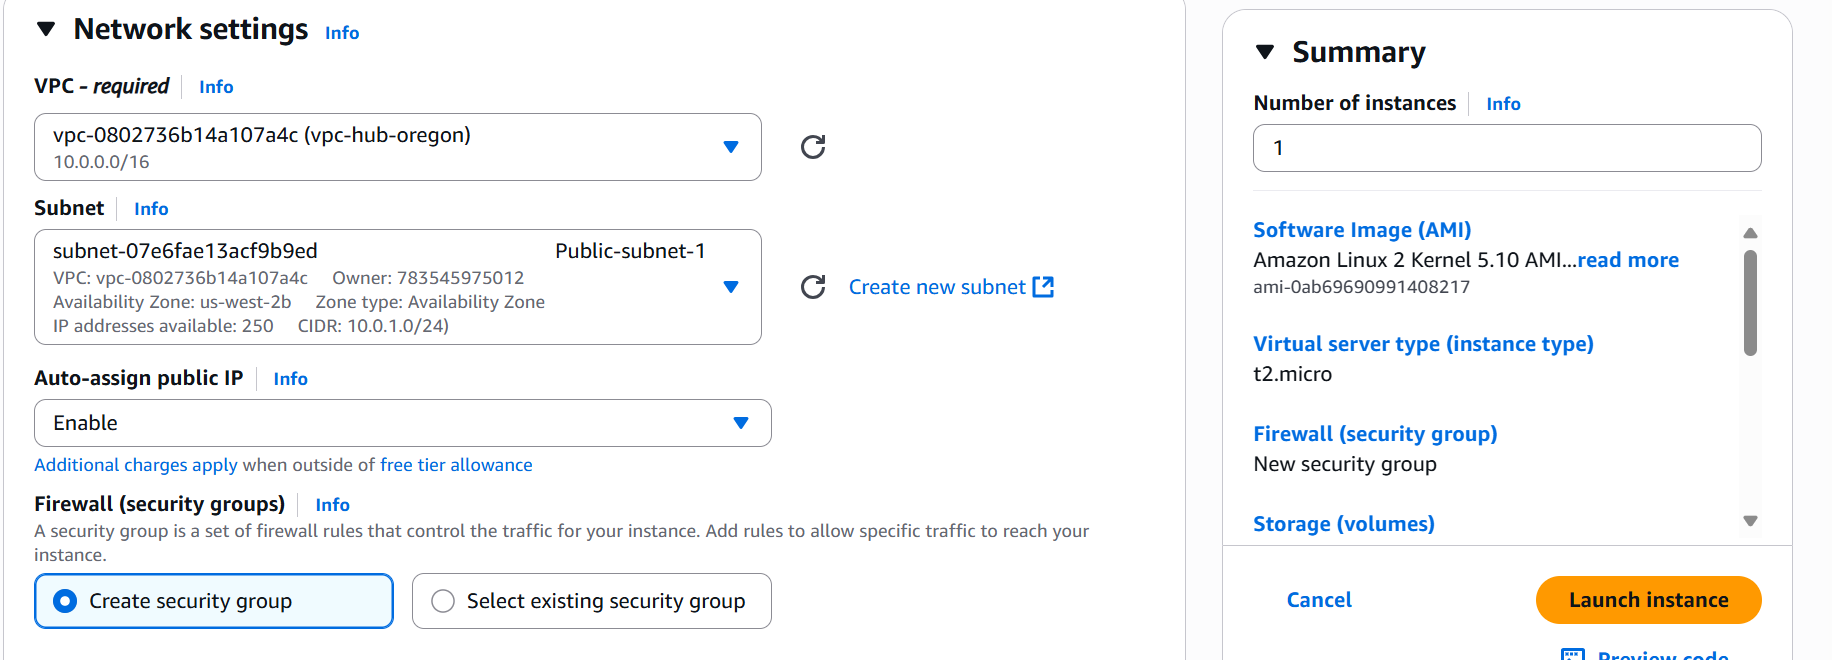 Network settings Info
VPC - required Info
vpc-0802736b14a107a4c (vpc-hub-oregon)
10.0.0.0/16
Subnet Info
subnet-07e6fae13acf9b9ed Public-subnet-1
VPC: vpc-0802736b14a107a4c Owner: 783545975012
Availability Zone: us-west-2b Zone type: Availability Zone
IP addresses available: 250 CIDR: 10.0.1.0/24)
Create new subnet
Auto-assign public IP Info
Enable
Additional charges apply when outside of free tier allowance
Firewall (security groups) Info
A security group is a set of firewall rules that control the traffic for your instance. Add rules to allow specific traffic to reach your
instance.
Create security group
Select existing security group
Summary
Number of instances Info
1
Software Image (AMI)
Amazon Linux 2 Kernel 5.10 AMI...read more
ami-0ab69690991408217
Virtual server type (instance type)
t2.micro
Firewall (security group)
New security group
Storage (volumes)
Cancel
Launch instance
Preview code